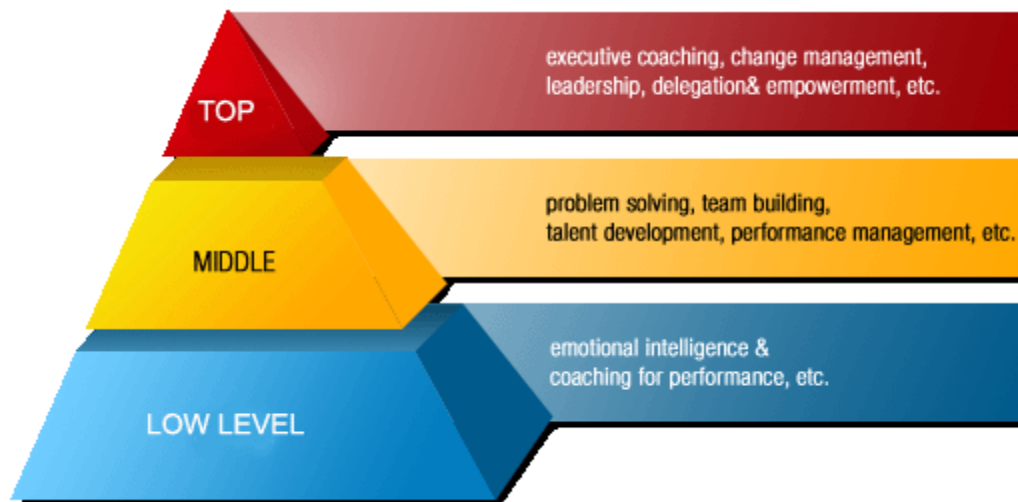 TOP
executive coaching, change management,
leadership, delegation& empowerment, etc.
MIDDLE
problem solving, team building,
talent development, performance management, etc.
LOW LEVEL
emotional intelligence &
coaching for performance, etc.